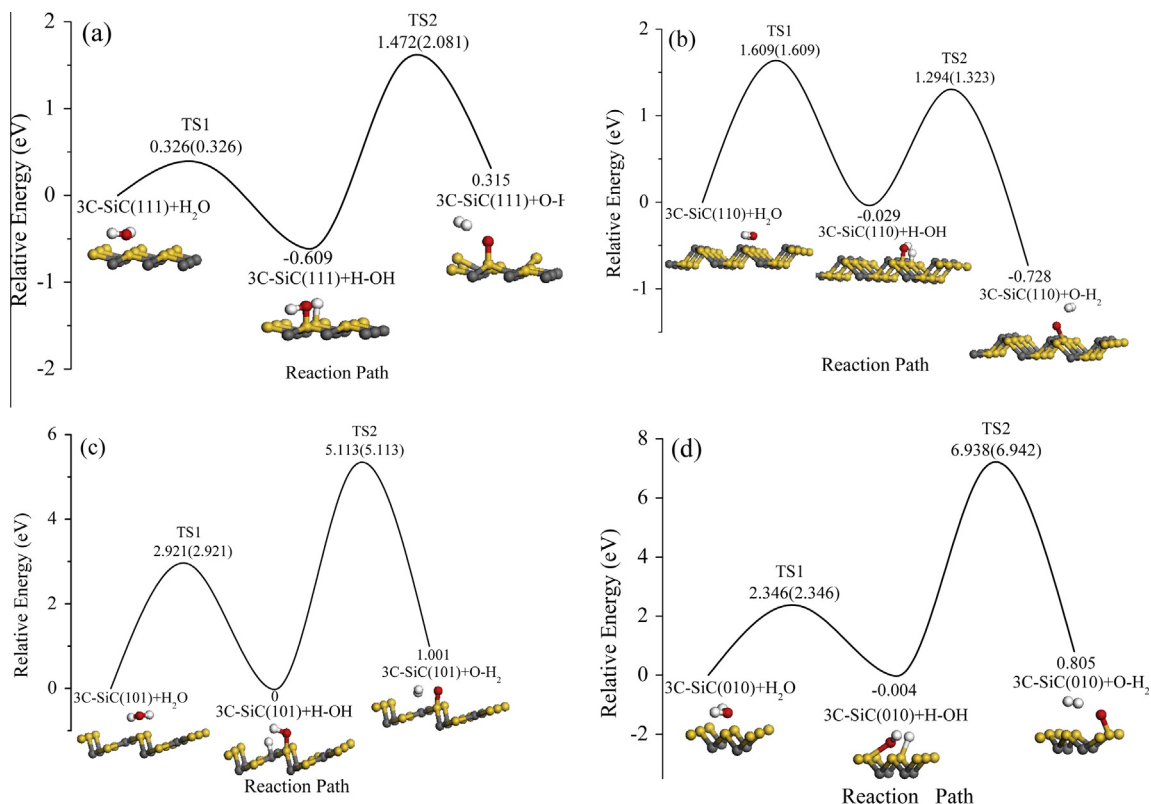 (a)
2
1
0
-1
-2
Relative Energy (eV)
TS2
1.472(2.081)
TS1
0.326(0.326)
0.315
3C-SiC(111)+O-H
3C-SiC(111)+H₂O
-0.609
3C-SiC(111)+H-OH
Reaction Path
(b)
2
1
0
-1
Relative Energy (eV)
TS1
1.609(1.609)
TS2
1.294(1.323)
3C-SiC(110)+H₂O
-0.029
3C-SiC(110)+H-OH
-0.728
3C-SiC(110)+O-H₂
Reaction Path
(c)
6
4
2
0
Relative Energy (eV)
TS2
5.113(5.113)
TS1
2.921(2.921)
1.001
3C-SiC(101)+O-H₂
3C-SiC(101)+H₂O
0
3C-SiC(101)+H-OH
Reaction Path
(d)
8
6
4
2
0
-2
Relative Energy (eV)
TS2
6.938(6.942)
TS1
2.346(2.346)
0.805
3C-SiC(010)+O-H₂
3C-SiC(010)+H₂O
-0.004
3C-SiC(010)+H-OH
Reaction Path